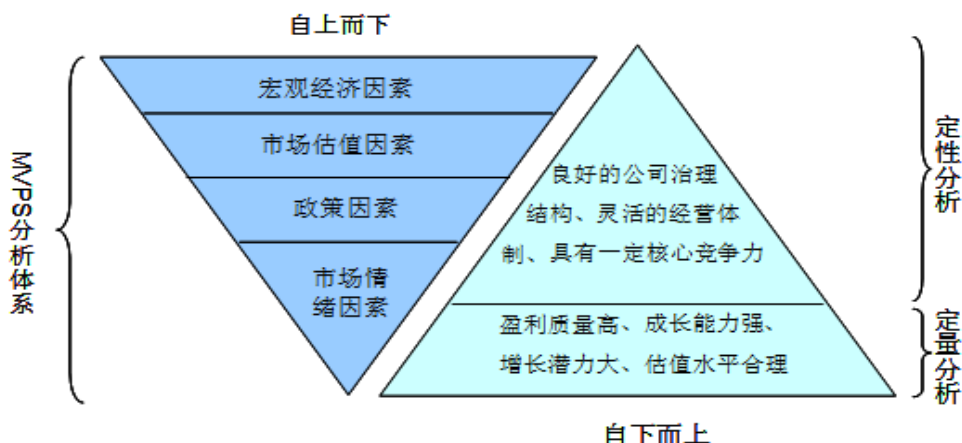 自上而下
MVPS分析体系
宏观经济因素
市场估值因素
政策因素
市场情
绪因素
良好的公司治理
结构、灵活的经营体
制、具有一定核心竞争力
盈利质量高、成长能力强、
增长潜力大、估值水平合理
定性分析
定量分析
自下而上